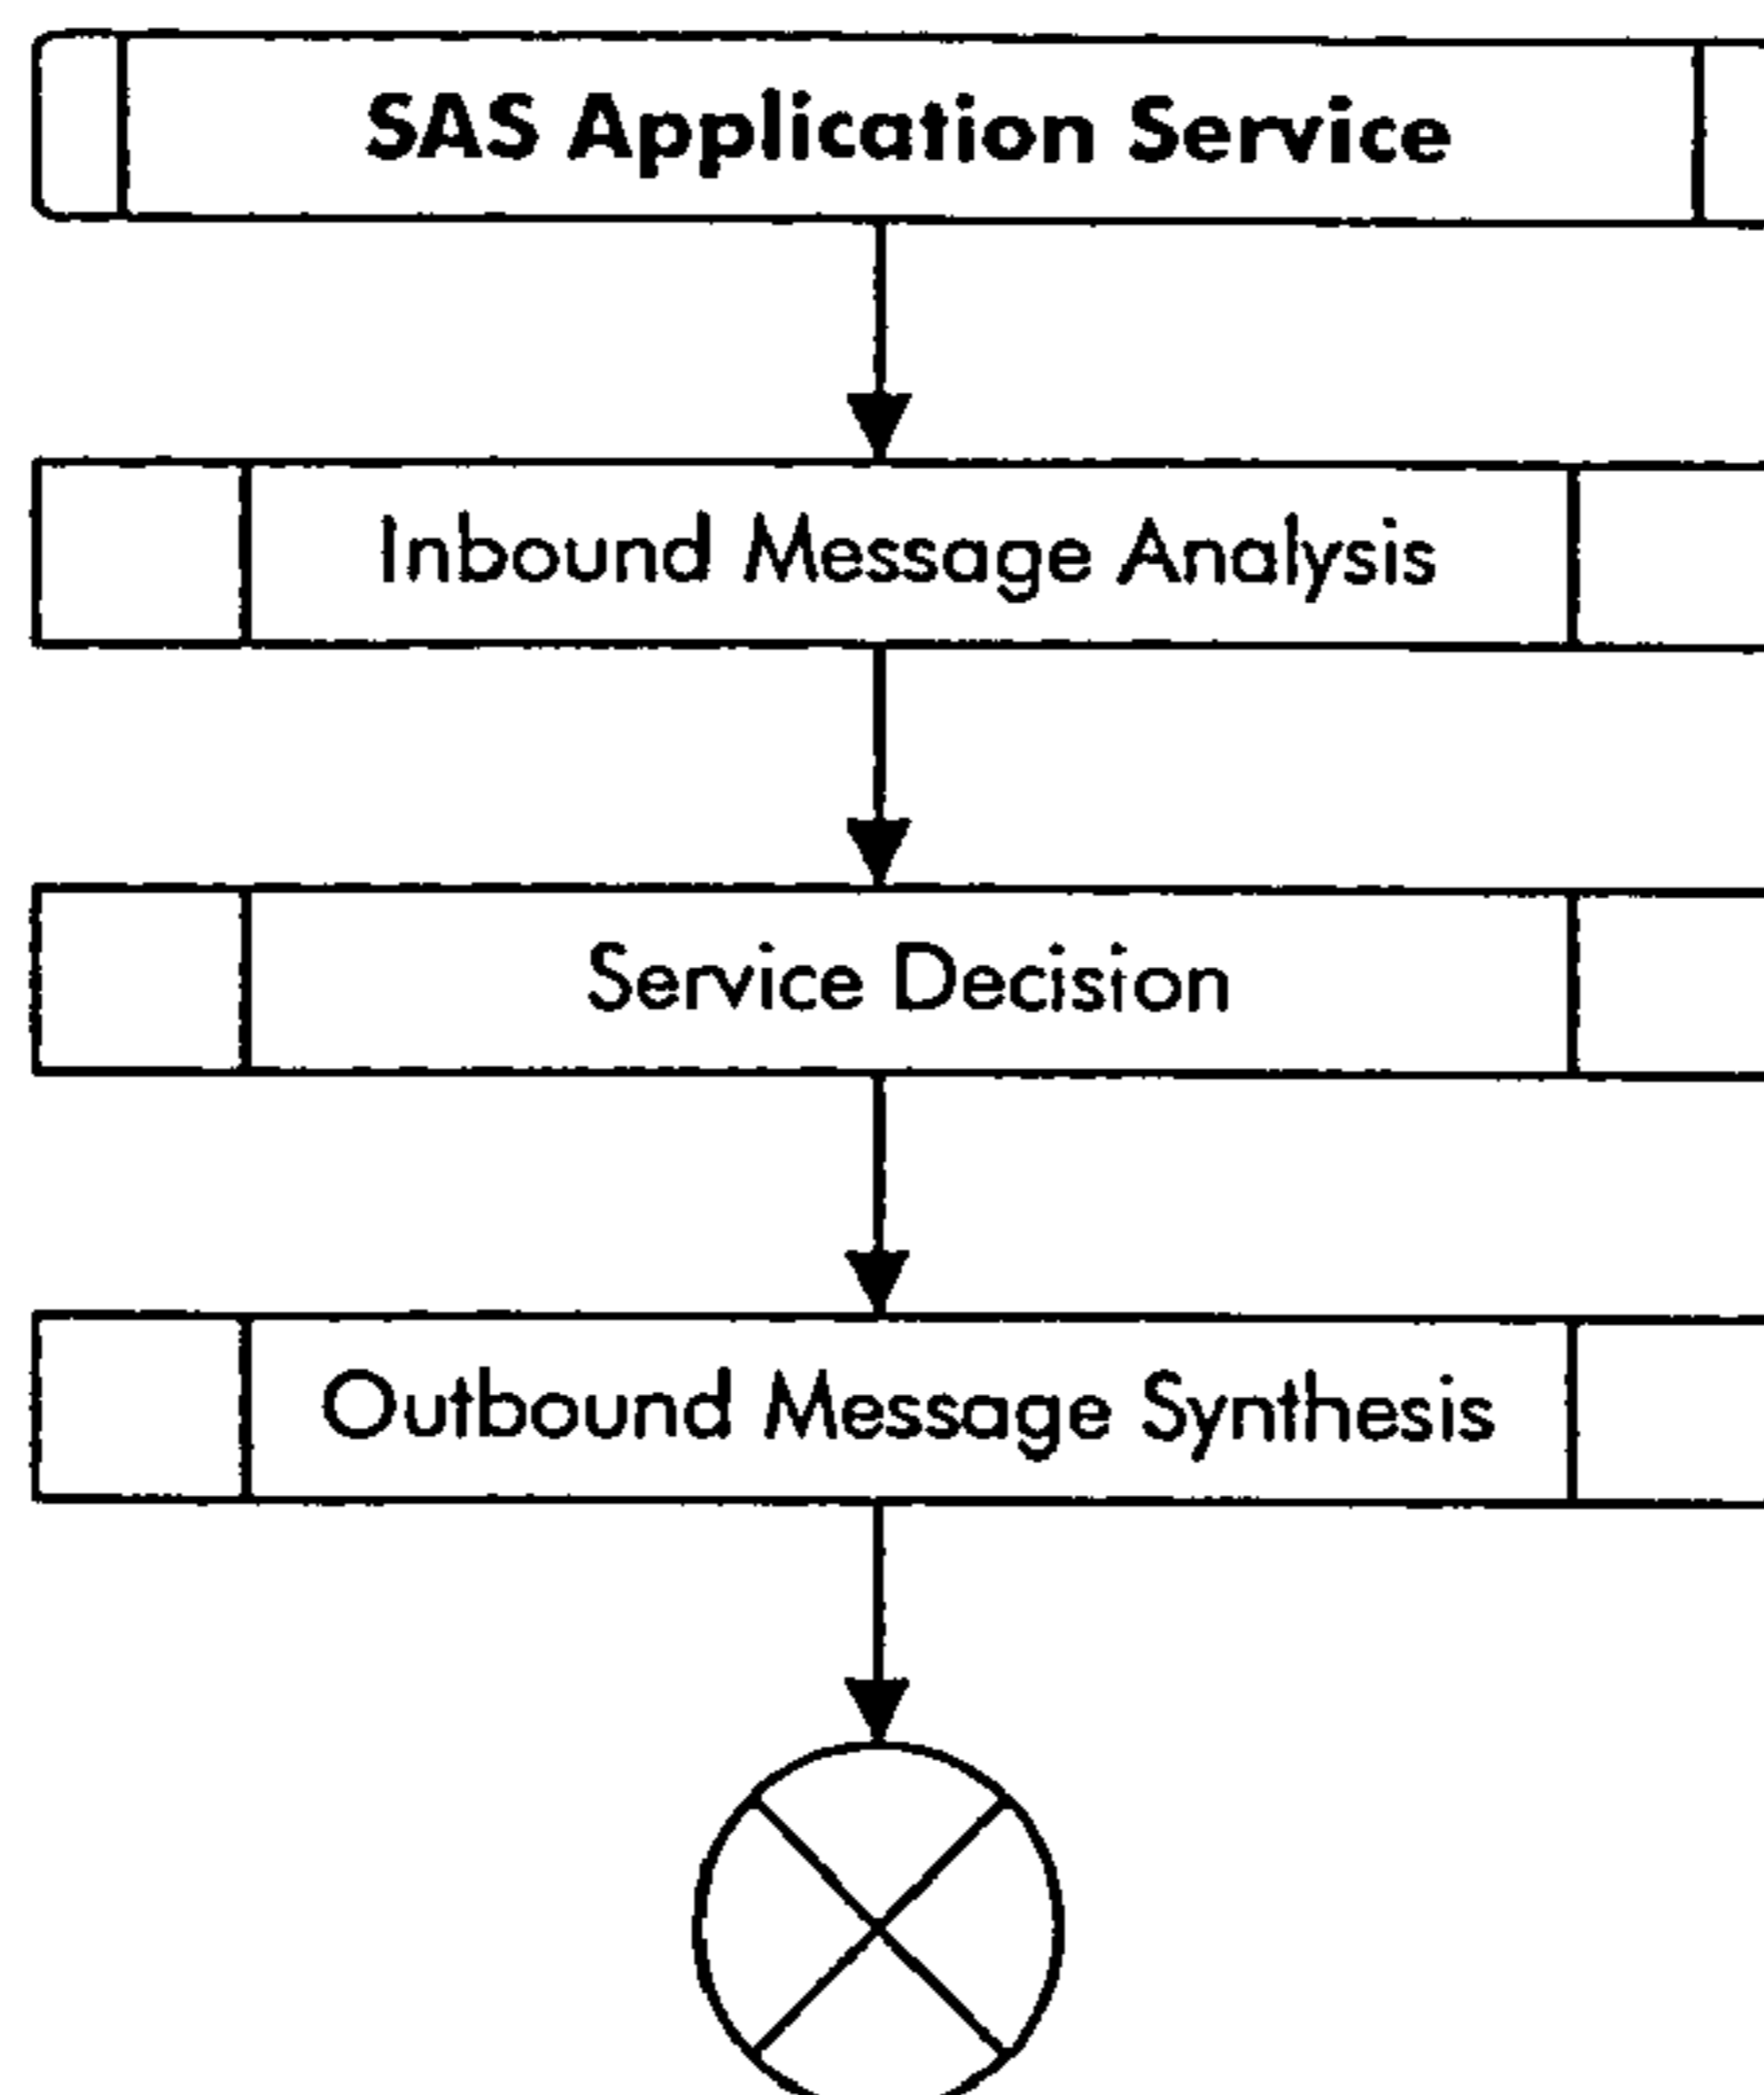 SAS Application Service
Inbound Message Analysis
Service Decision
Outbound Message Synthesis